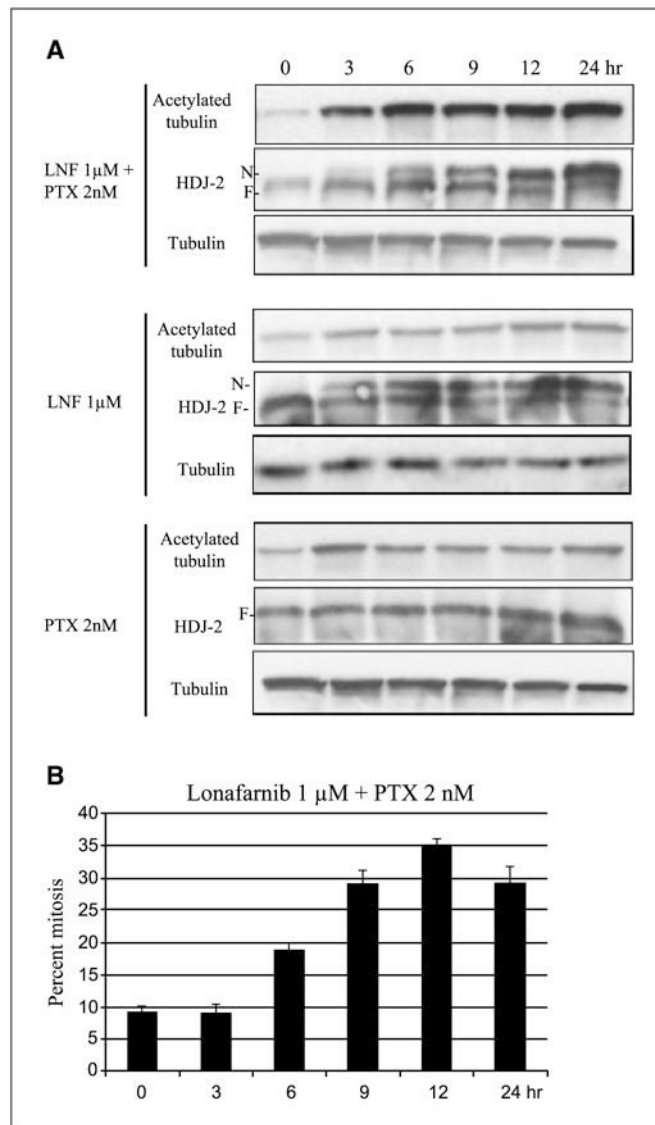 A
0 3 6 9 12 24 hr
LNF 1µM +
PTX 2nM
Acetylated
tubulin
HDJ-2
N-
F-
Tubulin
LNF 1µM
Acetylated
tubulin
HDJ-2
N-
F-
Tubulin
PTX 2nM
Acetylated
tubulin
HDJ-2
F-
Tubulin
B
Lonafarnib 1 µM + PTX 2 nM
Percent mitosis
40
35
30
25
20
15
10
5
0
0 3 6 9 12 24 hr